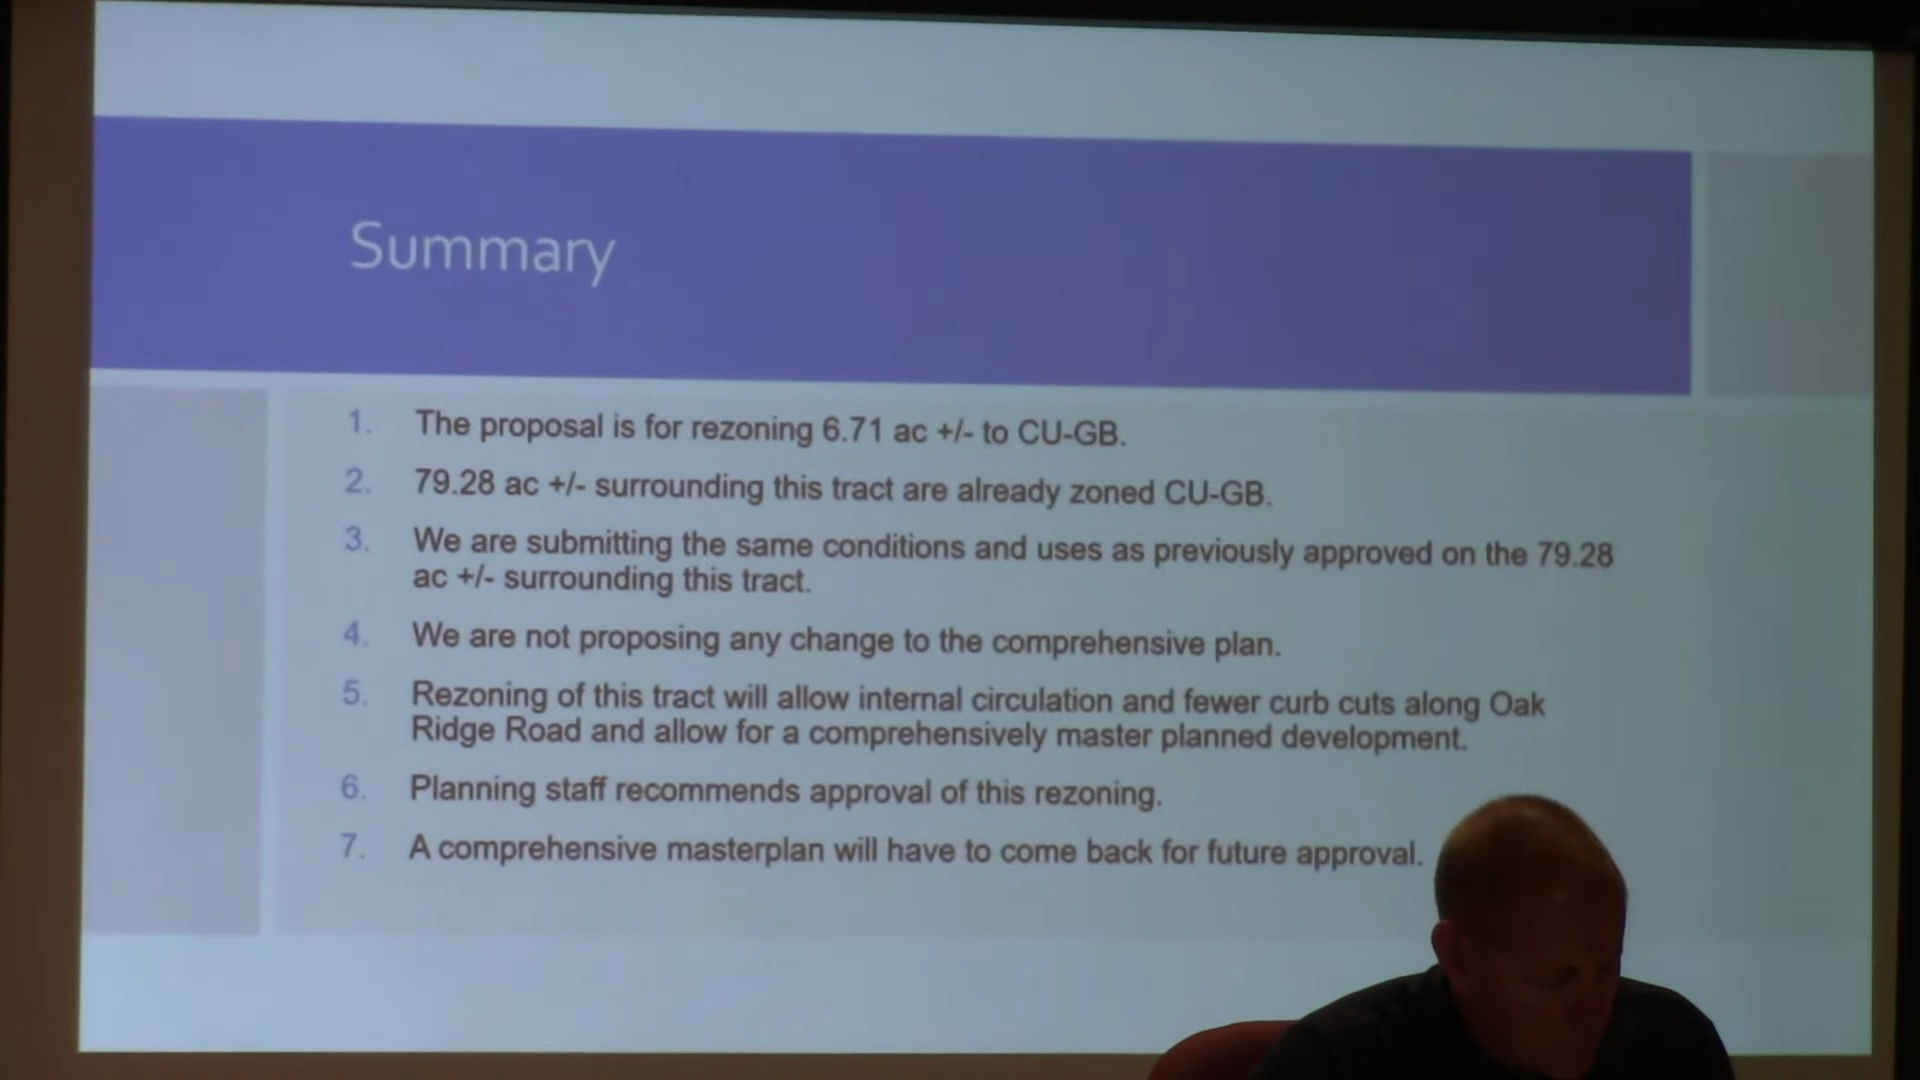 Summary
1. The proposal is for rezoning 6.71 ac +/- to CU-GB.
2. 79.28 ac +/- surrounding this tract are already zoned CU-GB.
3. We are submitting the same conditions and uses as previously approved on the 79.28
ac +/- surrounding this tract.
4. We are not proposing any change to the comprehensive plan.
5. Rezoning of this tract will allow internal circulation and fewer curb cuts along Oak
Ridge Road and allow for a comprehensively master planned development.
6. Planning staff recommends approval of this rezoning.
7. A comprehensive masterplan will have to come back for future approval.